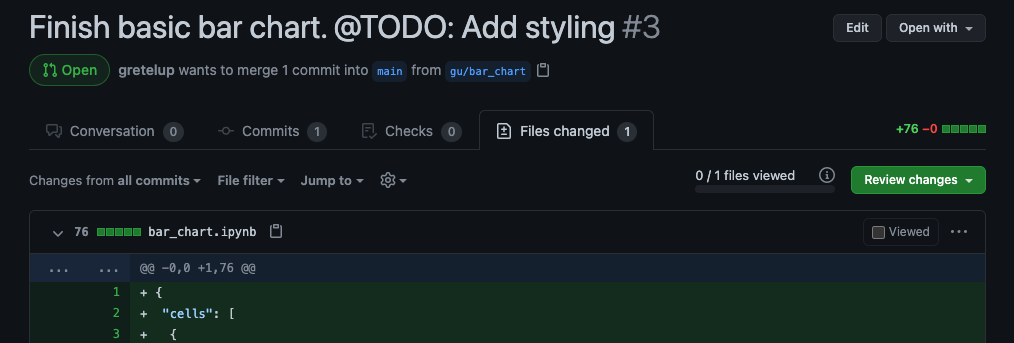 Finish basic bar chart. @TODO: Add styling #3
Edit
Open with
Open
gretelup wants to merge 1 commit into main from gu/bar_chart
Conversation 0
Commits 1
Checks 0
Files changed 1
+76 −0
Changes from all commits
File filter
Jump to
0 / 1 files viewed
Review changes
76 bar_chart.ipynb
Viewed
...
... ... @@ -0,0 +1,76 @@
1 + {
2 + "cells": [
3 + {